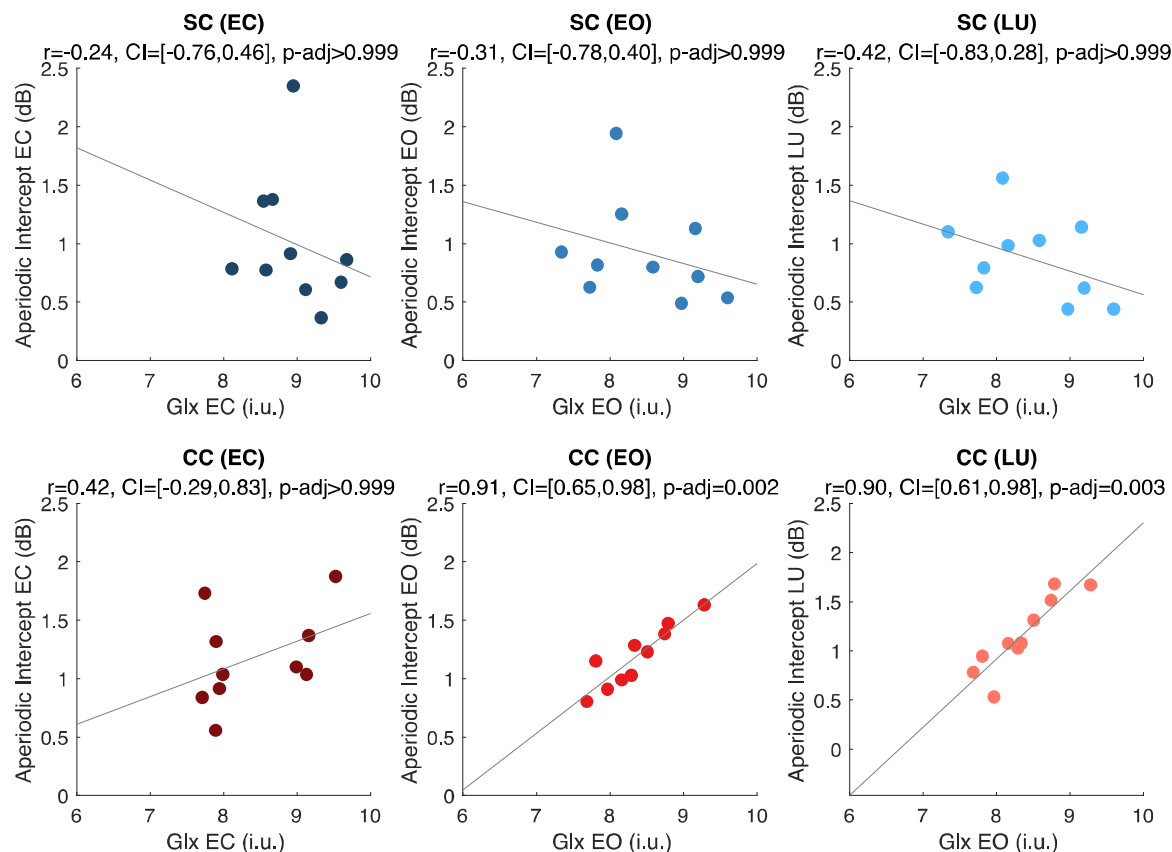 SC (EC)
r=-0.24, CI=[-0.76,0.46], p-adj>0.999
Aperiodic Intercept EC (dB)
2.5
2
1.5
1
0.5
0
6 7 8 9 10
Glx EC (i.u.)
SC (EO)
r=-0.31, CI=[-0.78,0.40], p-adj>0.999
Aperiodic Intercept EO (dB)
2.5
2
1.5
1
0.5
0
6 7 8 9 10
Glx EO (i.u.)
SC (LU)
r=-0.42, CI=[-0.83,0.28], p-adj>0.999
Aperiodic Intercept LU (dB)
2.5
2
1.5
1
0.5
0
6 7 8 9 10
Glx EO (i.u.)
CC (EC)
r=0.42, CI=[-0.29,0.83], p-adj>0.999
Aperiodic Intercept EC (dB)
2.5
2
1.5
1
0.5
0
6 7 8 9 10
Glx EC (i.u.)
CC (EO)
r=0.91, CI=[0.65,0.98], p-adj=0.002
Aperiodic Intercept EO (dB)
2.5
2
1.5
1
0.5
0
6 7 8 9 10
Glx EO (i.u.)
CC (LU)
r=0.90, CI=[0.61,0.98], p-adj=0.003
Aperiodic Intercept LU (dB)
2.5
2
1.5
1
0.5
0
6 7 8 9 10
Glx EO (i.u.)